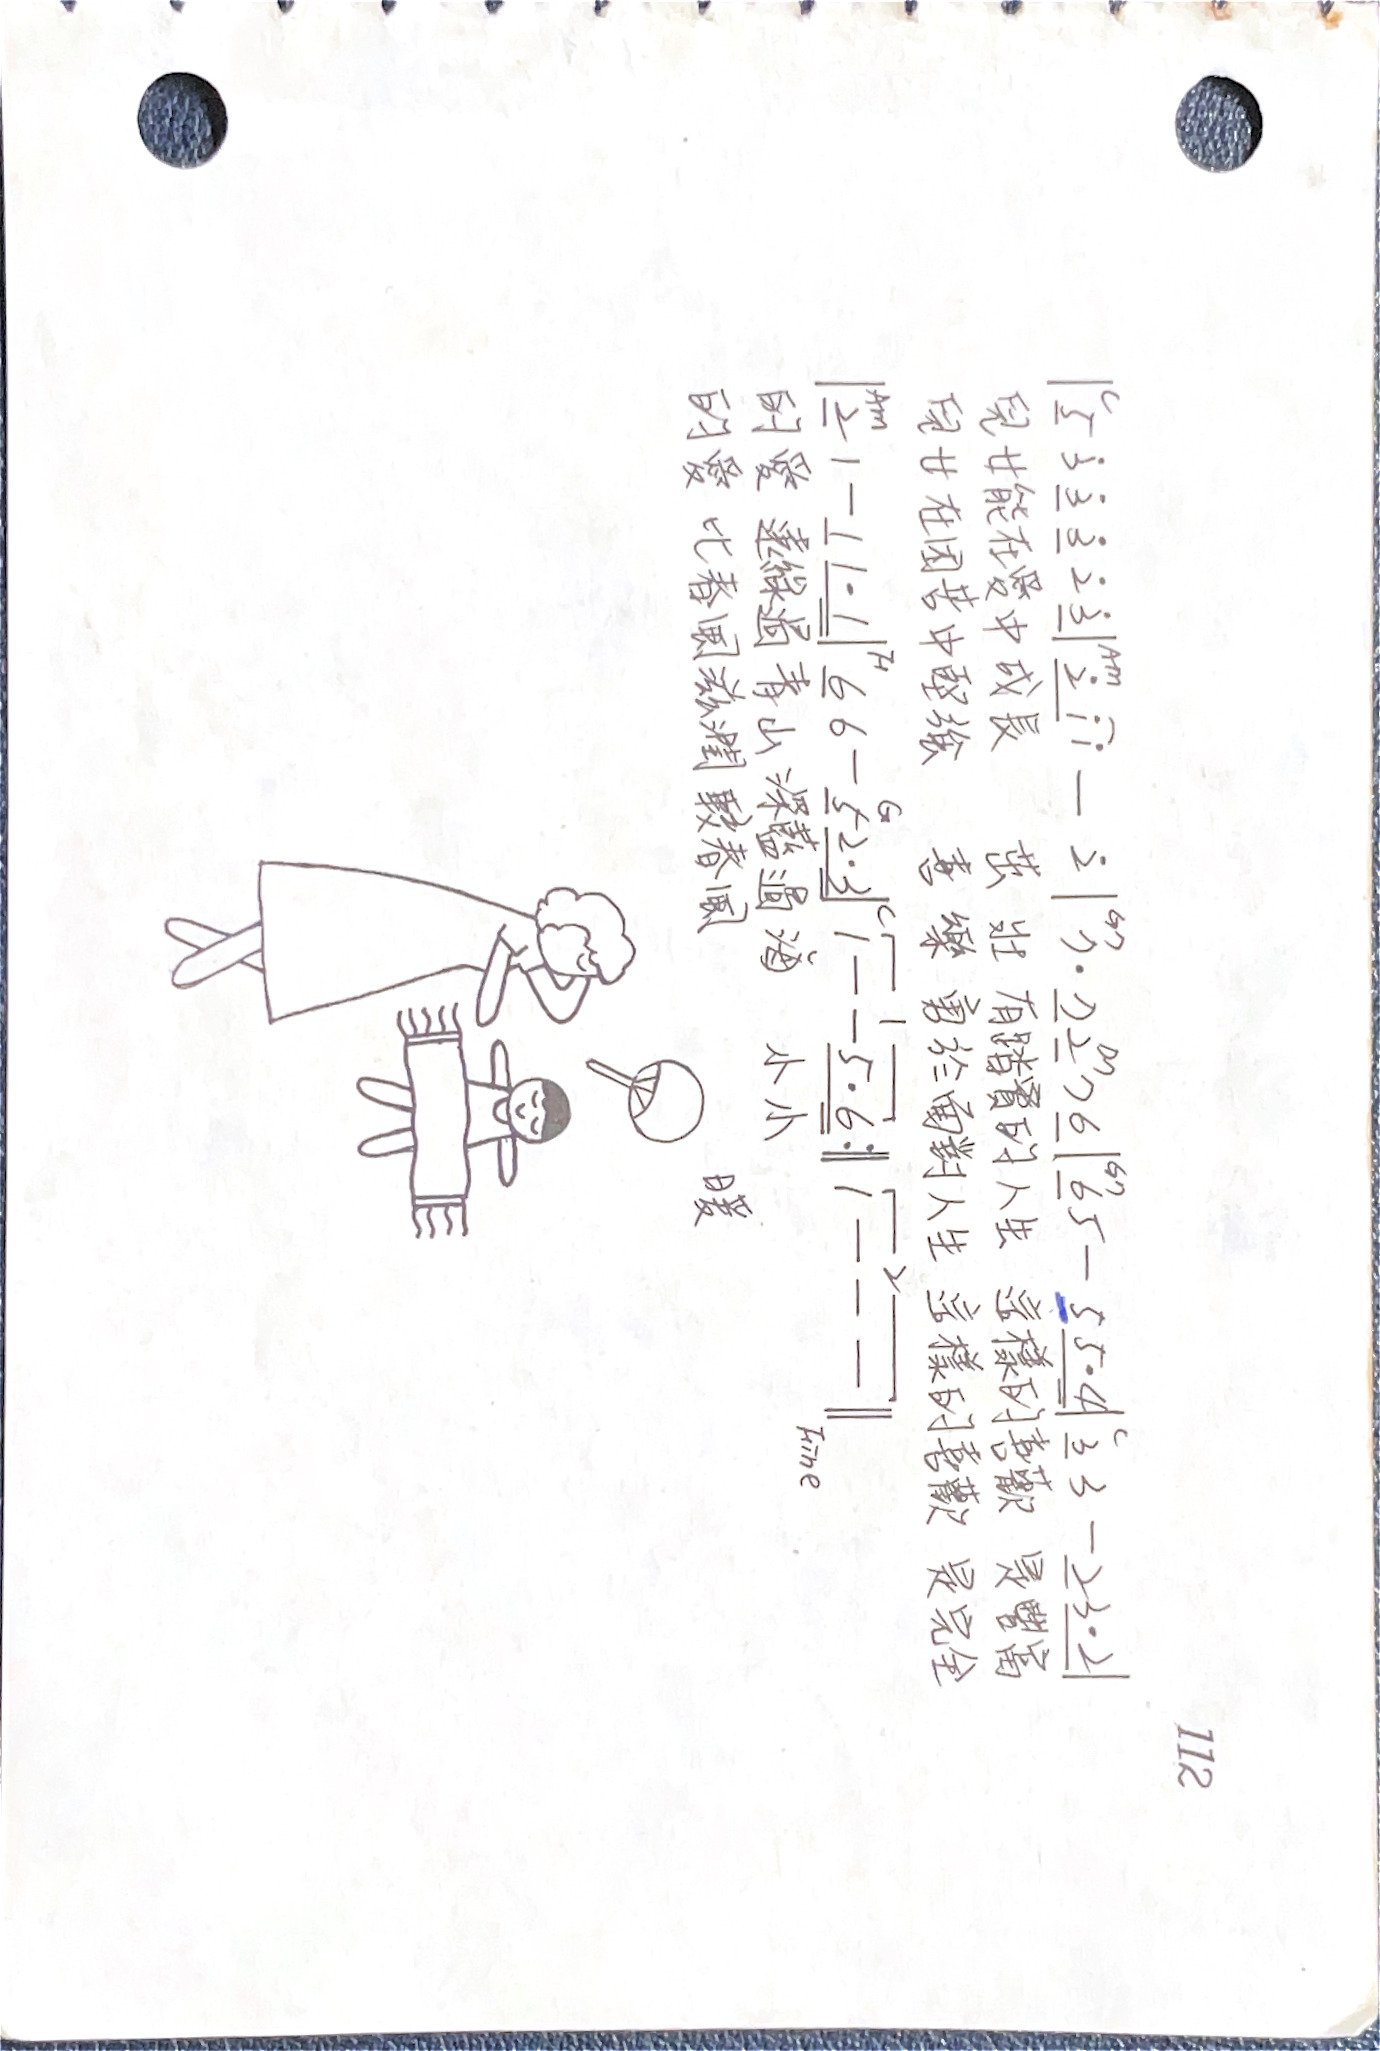 112
|C 5 3̇ 3̇ 3̇ 2̇ 3̇ |Am 2̇ 1̇ 1̇ — 2̇ |G7 7 · 7 D7 2 7 6 |G7 6 5 — 5 5 · 4 |C 3 3 — 2 3 · 2 |
兒女能在愛中成長 茁壯 有踏實的人生 這樣的喜歡 是豐富
兒女在困苦中堅強 喜樂 勇於面對人生 這樣的喜歡 是完全
|Am 2 1 — 1 1 · 1 |F 6 6 — G 5 2 · 3 |C 1 1 — — 5 · 6 :‖ 2 1 — — — ‖
Fine
的愛 遠綠過青山 深藍過海 小小
的愛 比春風滋潤 較春風 暖